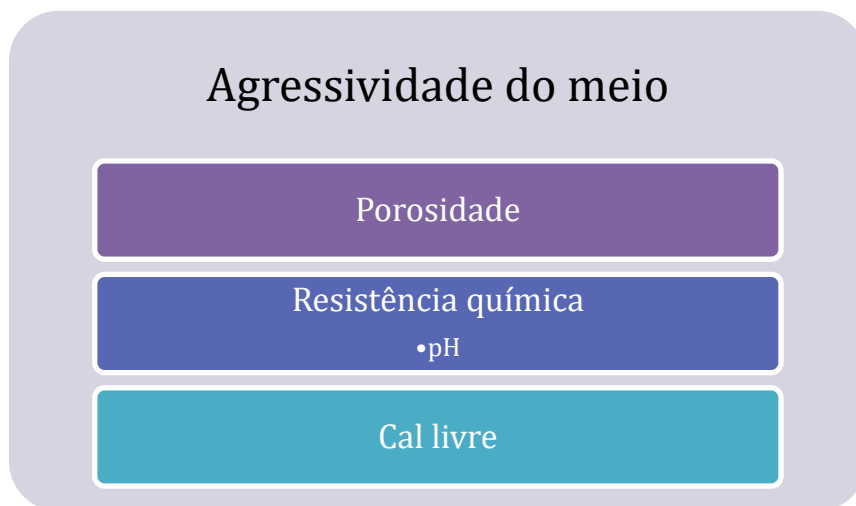 Agressividade do meio
Porosidade
Resistência química
•pH
Cal livre